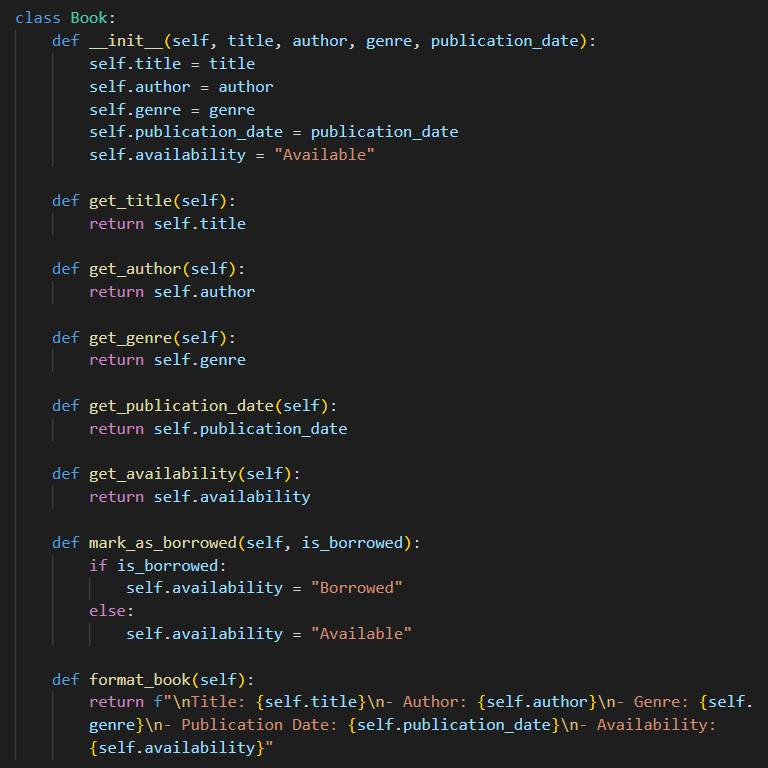 class Book:
    def __init__(self, title, author, genre, publication_date):
        self.title = title
        self.author = author
        self.genre = genre
        self.publication_date = publication_date
        self.availability = "Available"

    def get_title(self):
        return self.title

    def get_author(self):
        return self.author

    def get_genre(self):
        return self.genre

    def get_publication_date(self):
        return self.publication_date

    def get_availability(self):
        return self.availability

    def mark_as_borrowed(self, is_borrowed):
        if is_borrowed:
            self.availability = "Borrowed"
        else:
            self.availability = "Available"

    def format_book(self):
        return f"\nTitle: {self.title}\n- Author: {self.author}\n- Genre: {self.
        genre}\n- Publication Date: {self.publication_date}\n- Availability:
        {self.availability}"